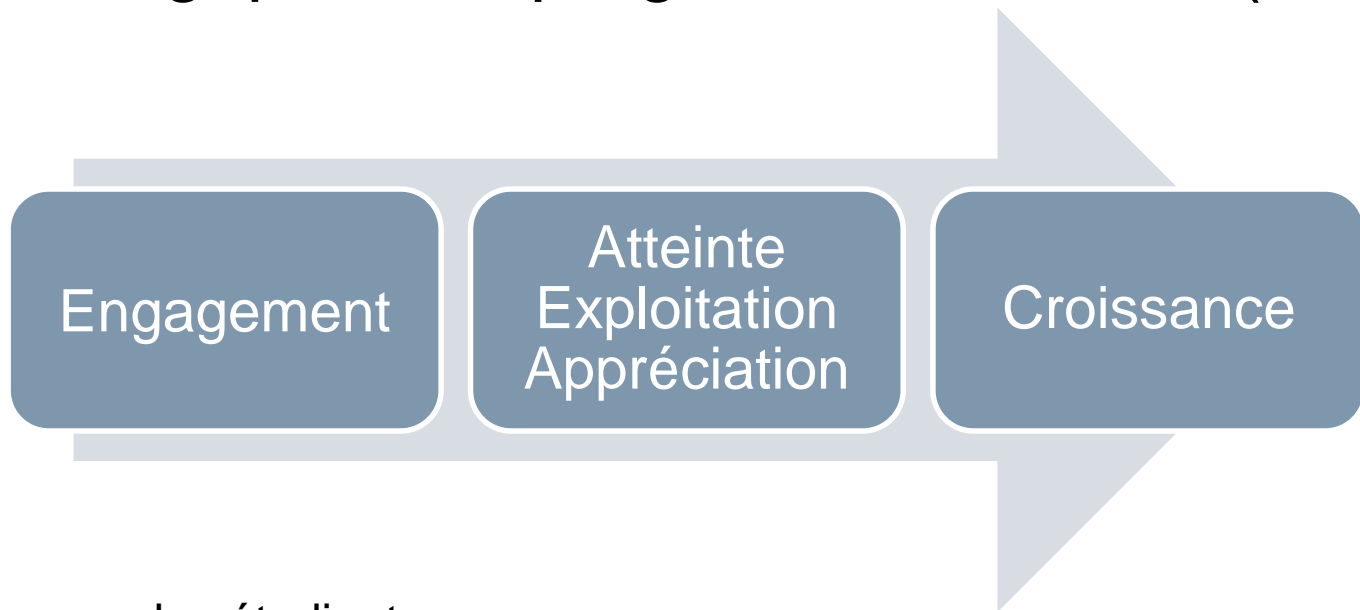 Engagement
Atteinte
Exploitation
Appréciation
Croissance